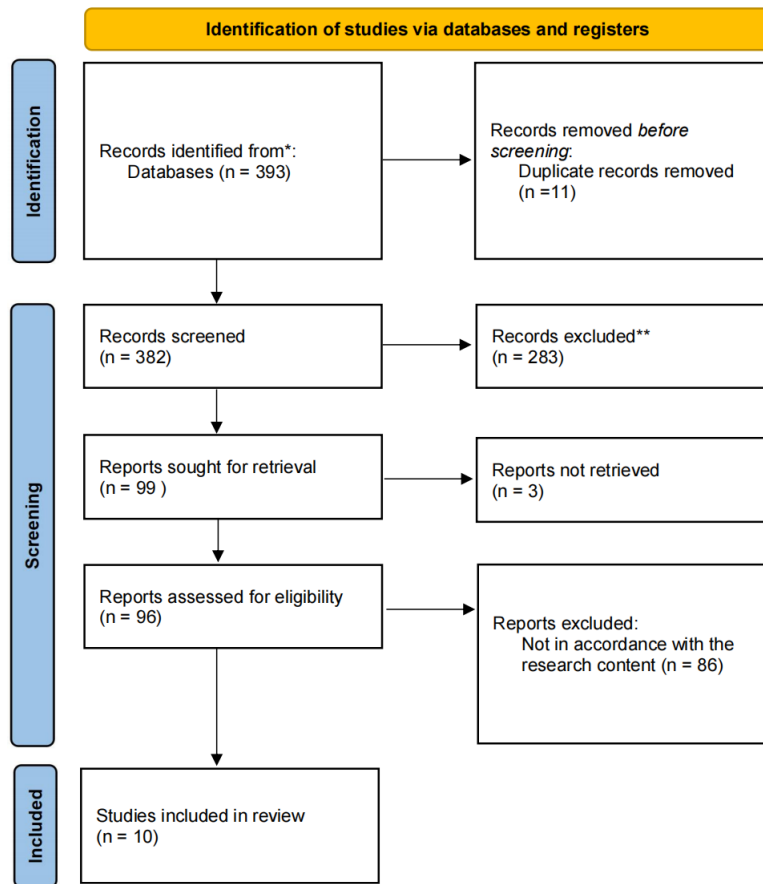 Identification of studies via databases and registers
Identification
Records identified from*:
Databases (n = 393)
Records removed before
screening:
Duplicate records removed
(n =11)
Screening
Records screened
(n = 382)
Records excluded**
(n = 283)
Reports sought for retrieval
(n = 99 )
Reports not retrieved
(n = 3)
Reports assessed for eligibility
(n = 96)
Reports excluded:
Not in accordance with the
research content (n = 86)
Included
Studies included in review
(n = 10)